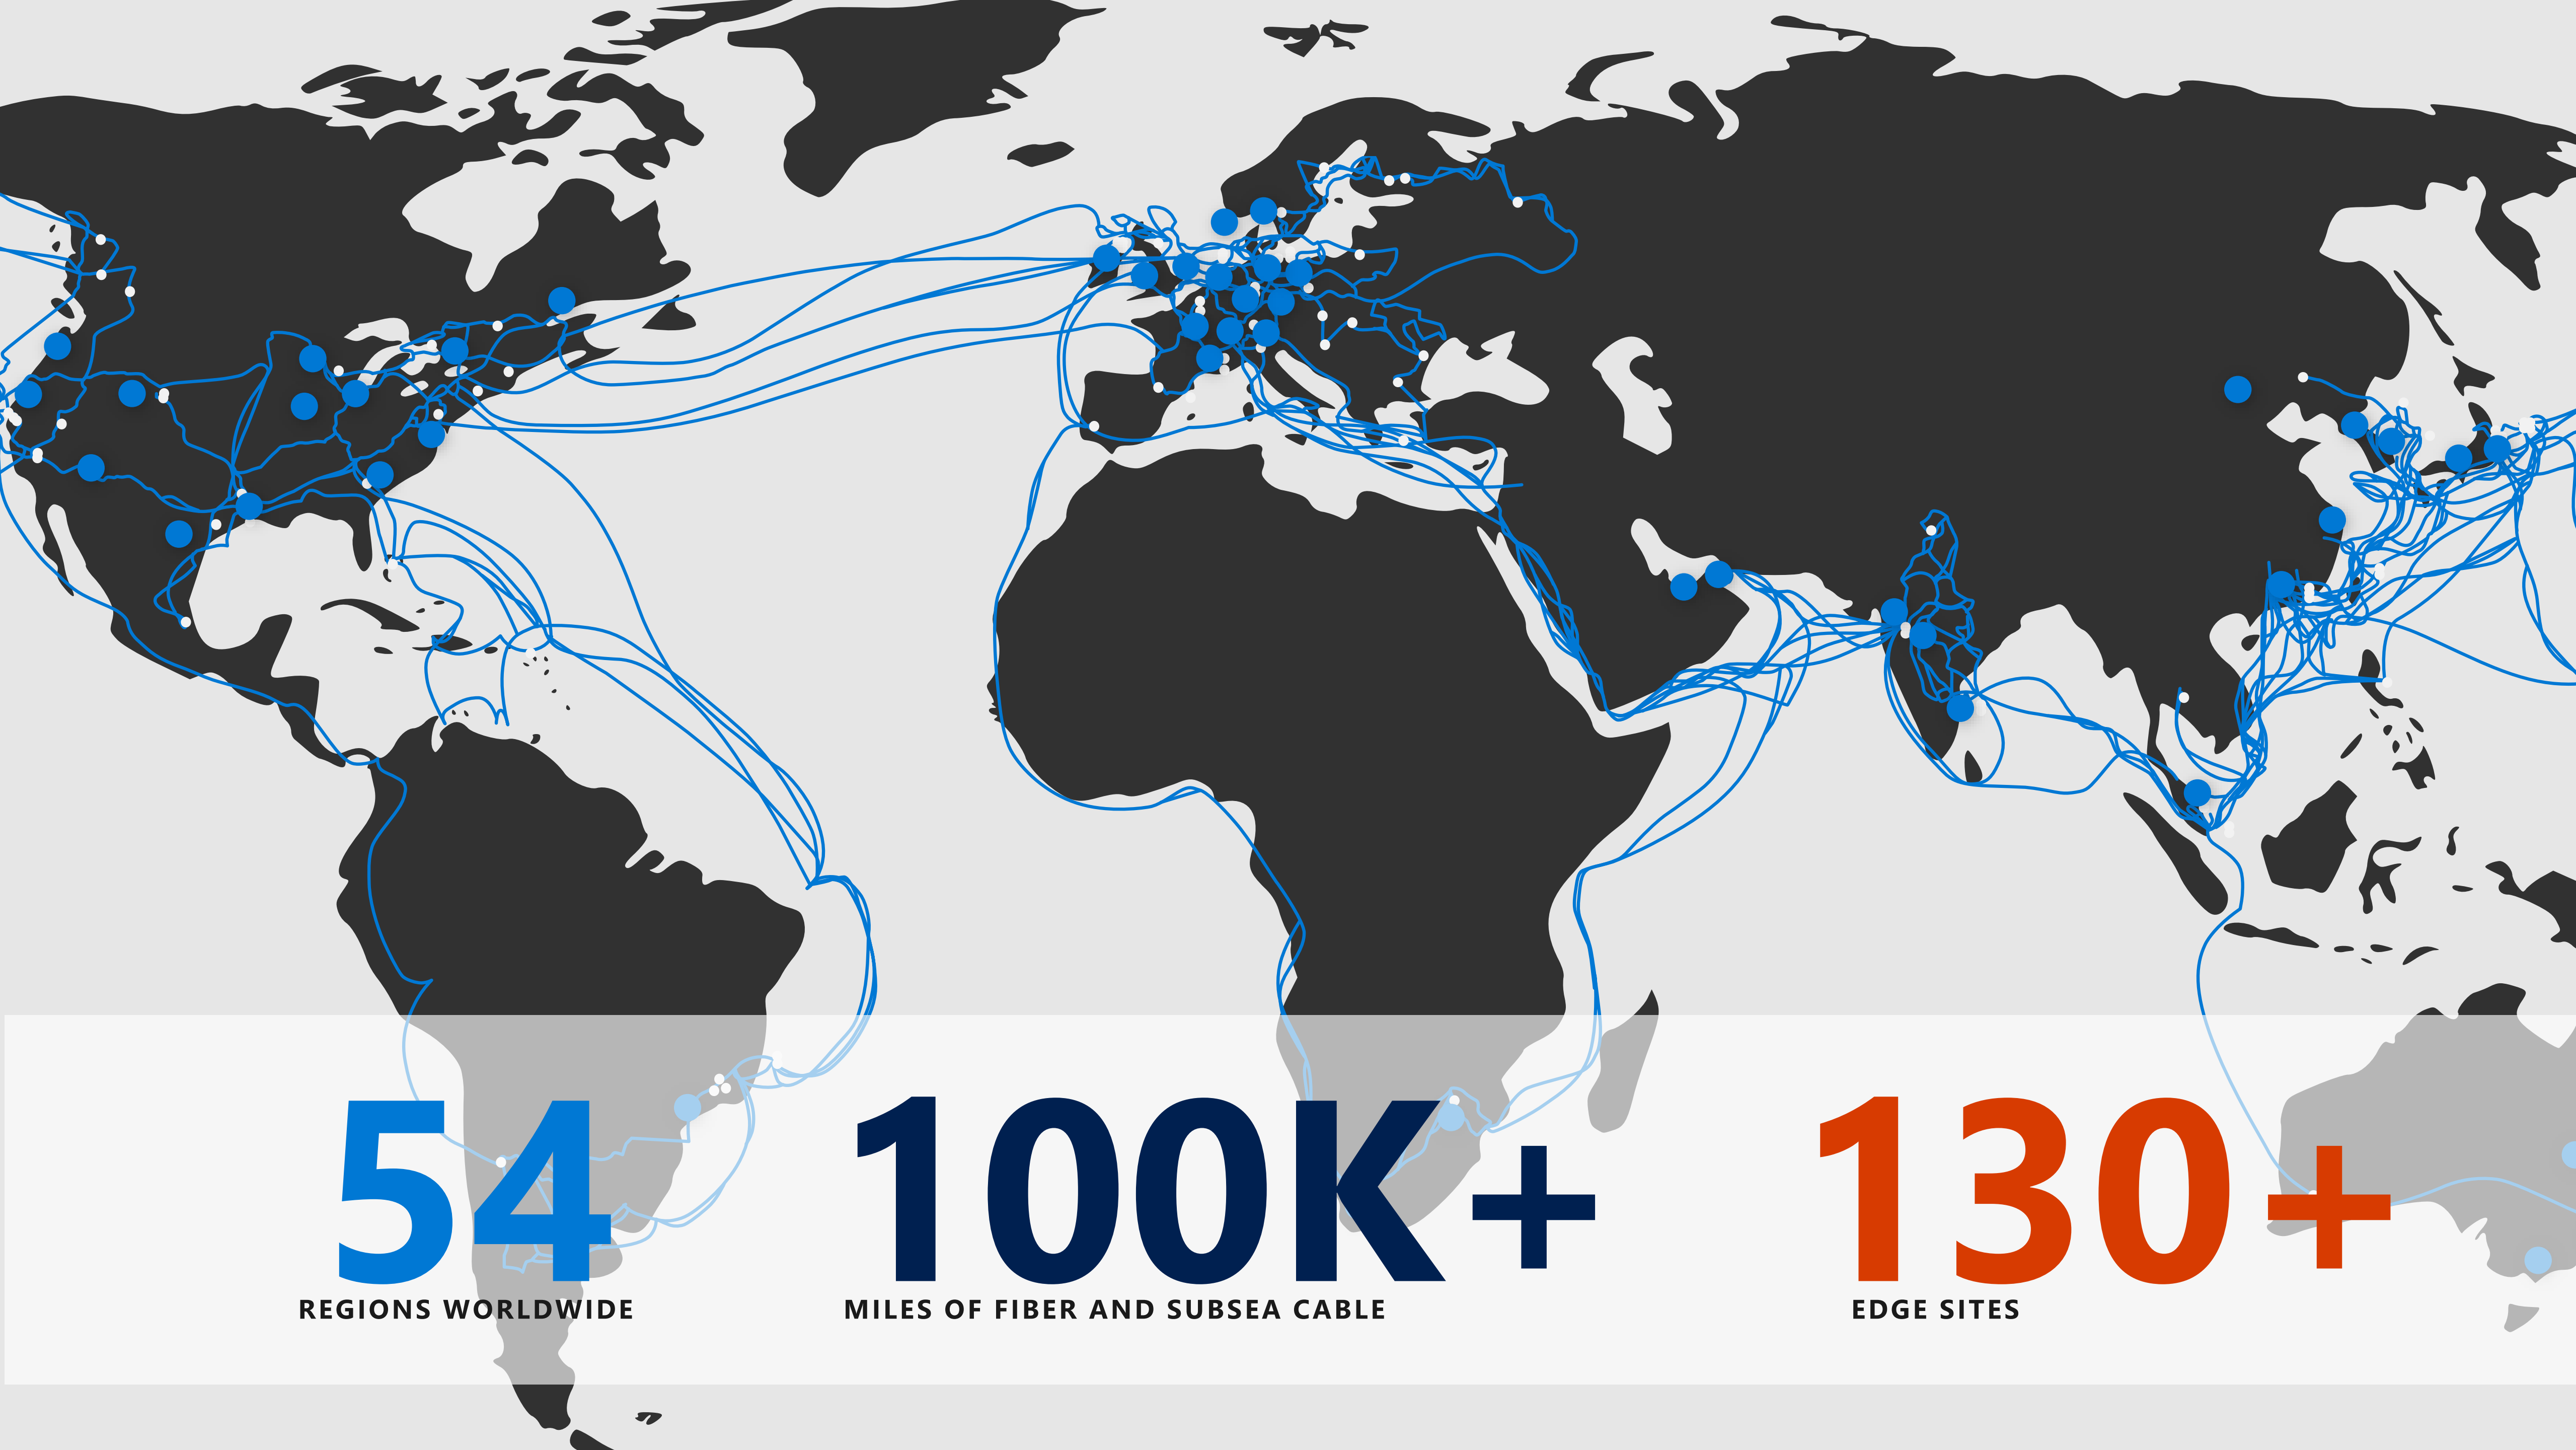 54
REGIONS WORLDWIDE
100K+
MILES OF FIBER AND SUBSEA CABLE
130+
EDGE SITES